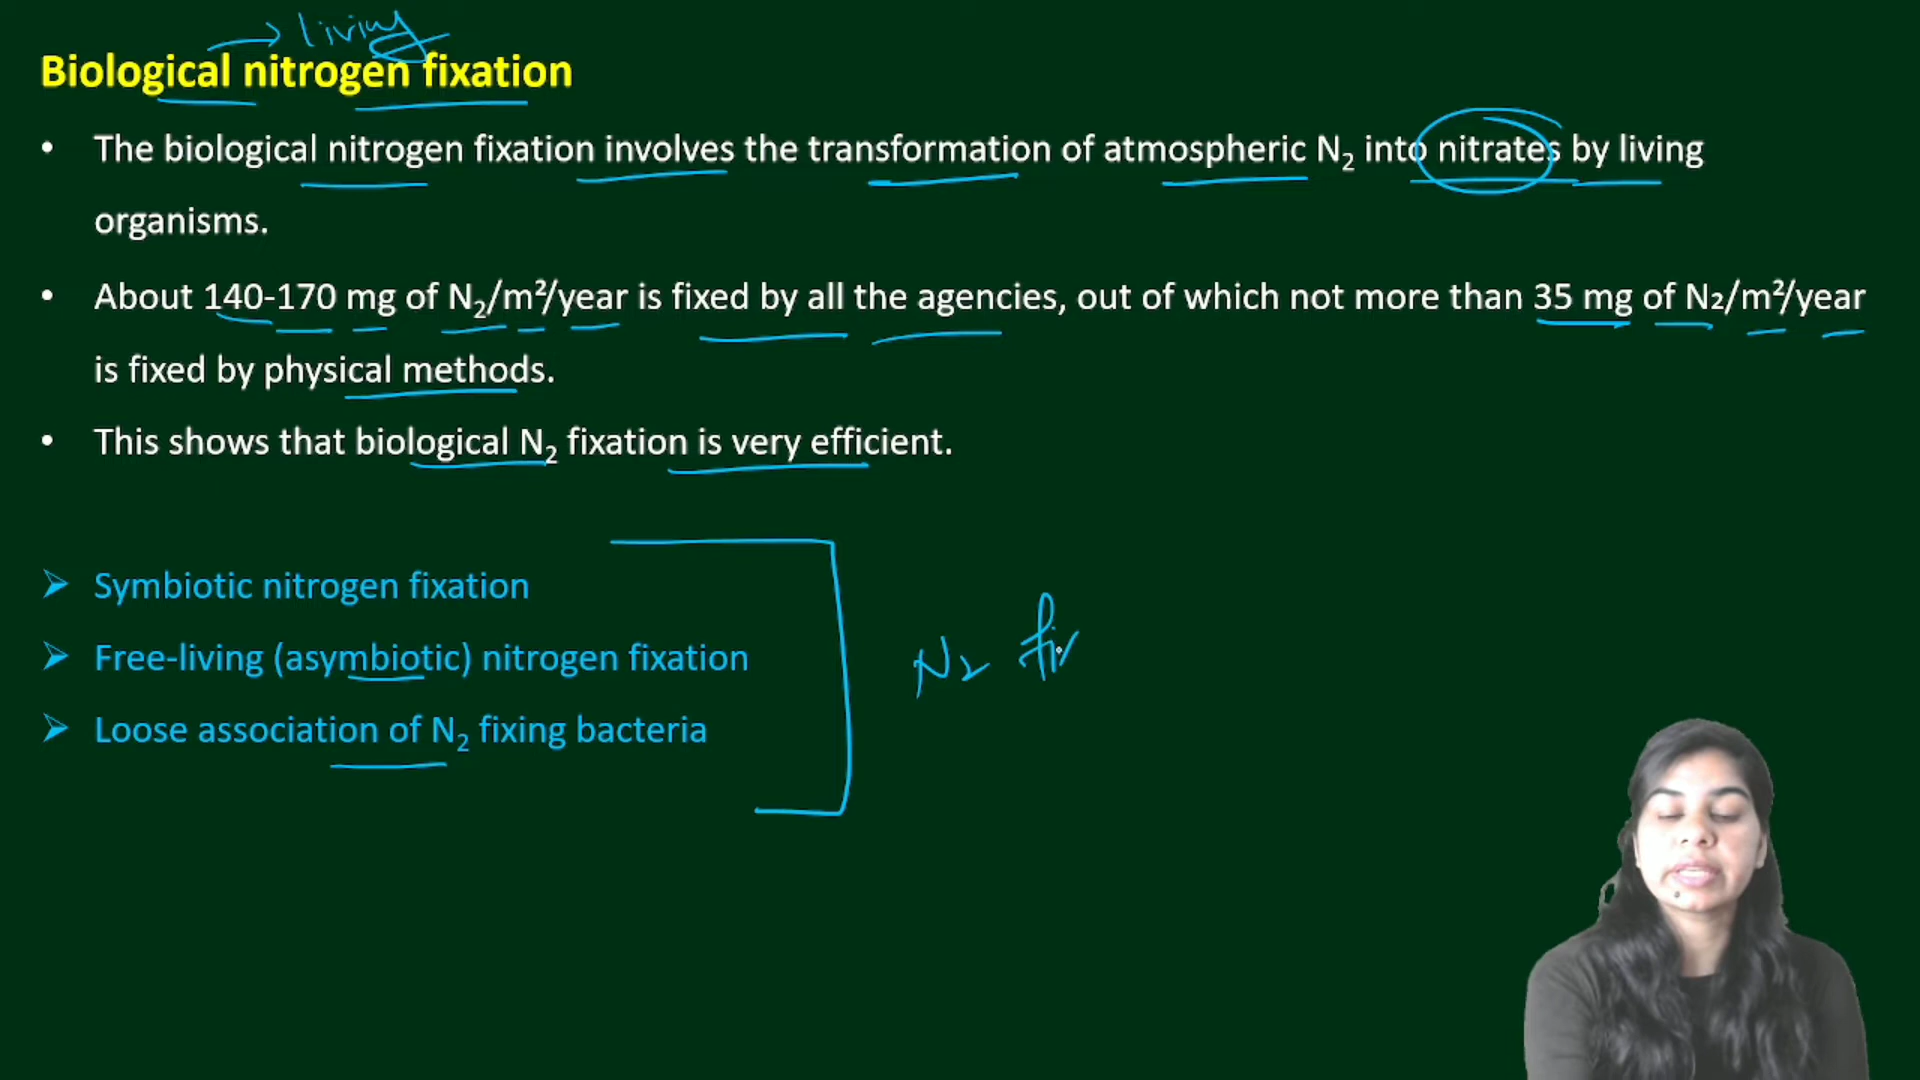 living
Biological nitrogen fixation
• The biological nitrogen fixation involves the transformation of atmospheric N₂ into nitrates by living
organisms.
• About 140-170 mg of N₂/m²/year is fixed by all the agencies, out of which not more than 35 mg of N₂/m²/year
is fixed by physical methods.
• This shows that biological N₂ fixation is very efficient.
➢ Symbiotic nitrogen fixation
➢ Free-living (asymbiotic) nitrogen fixation
➢ Loose association of N₂ fixing bacteria
N₂ fix